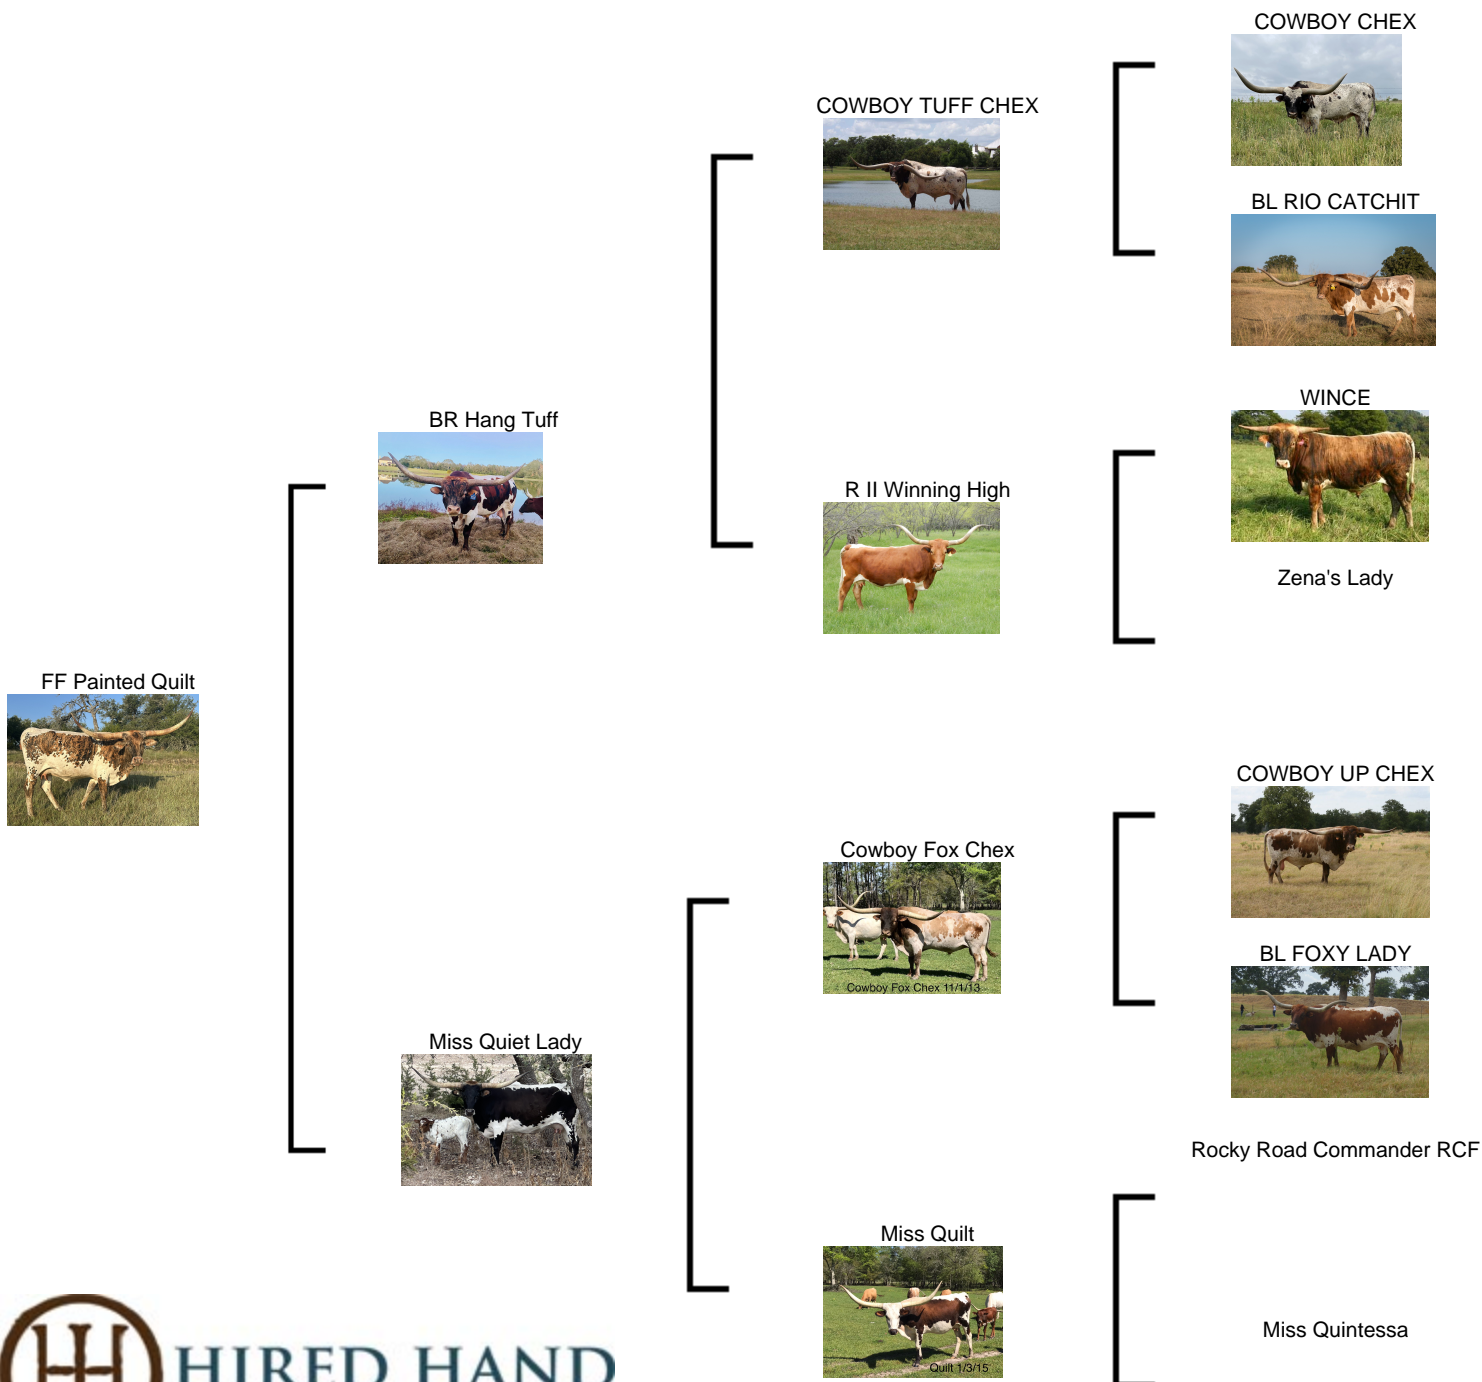 COWBOY CHEX
COWBOY TUFF CHEX
BL RIO CATCHIT
WINCE
BR Hang Tuff
R II Winning High
Zena's Lady
FF Painted Quilt
COWBOY UP CHEX
Cowboy Fox Chex
Cowboy Fox Chex 11/1/13
BL FOXY LADY
Miss Quiet Lady
Rocky Road Commander RCF
Miss Quilt
Quilt 1/3/15
Miss Quintessa
HIRED HAND